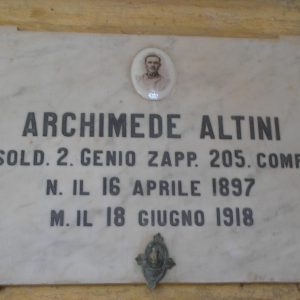 ARCHIMEDE ALTINI
SOLD. 2. GENIO ZAPP. 205. COMP
N. IL 16 APRILE 1897
M. IL 18 GIUGNO 1918